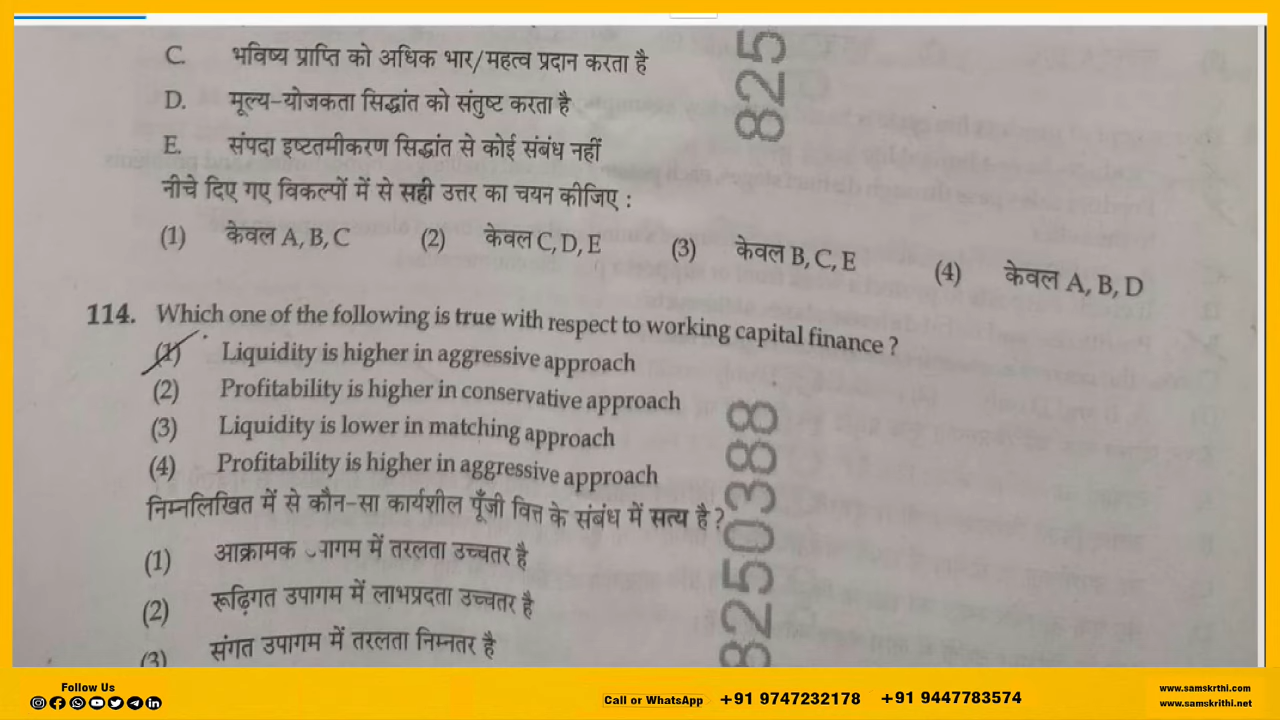 C. भविष्य प्राप्ति को अधिक भार/महत्व प्रदान करता है
D. मूल्य-योजकता सिद्धांत को संतुष्ट करता है
E. संपदा इष्टतमीकरण सिद्धांत से कोई संबंध नहीं
नीचे दिए गए विकल्पों में से सही उत्तर का चयन कीजिए :
(1) केवल A, B, C (2) केवल C, D, E (3) केवल B, C, E (4) केवल A, B, D
114. Which one of the following is true with respect to working capital finance ?
(1) Liquidity is higher in aggressive approach
(2) Profitability is higher in conservative approach
(3) Liquidity is lower in matching approach
(4) Profitability is higher in aggressive approach
निम्नलिखित में से कौन-सा कार्यशील पूँजी वित्त के संबंध में सत्य है ?
(1) आक्रामक पागम में तरलता उच्चतर है
(2) रूढ़िगत उपागम में लाभप्रदता उच्चतर है
(3) संगत उपागम में तरलता निम्नतर है
825
8250388
Follow Us
Call or WhatsApp +91 9747232178 +91 9447783574
www.samskrthi.com
www.samskrthi.net